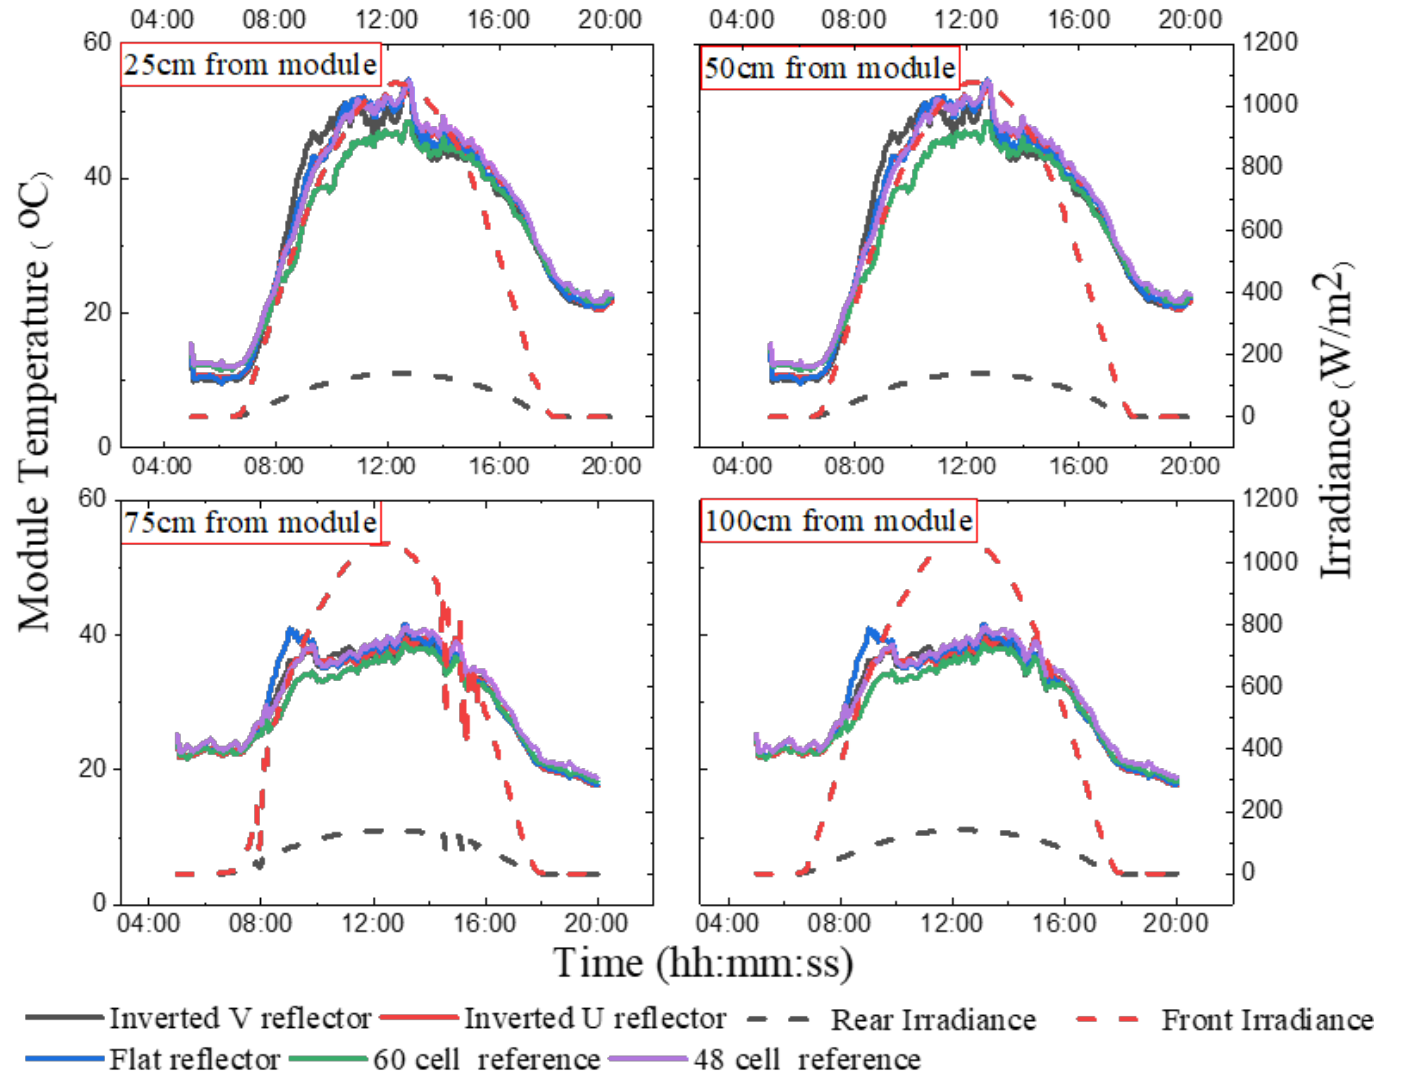 04:00 08:00 12:00 16:00 20:00 04:00 08:00 12:00 16:00 20:00
60 1200
25cm from module 50cm from module
1000
40 800
600
20 400
200
0 0
04:00 08:00 12:00 16:00 20:00 04:00 08:00 12:00 16:00 20:00
Module Temperature ( ºC)
Irradiance (W/m2)
60 1200
75cm from module 100cm from module
1000
40 800
600
20 400
200
0 0
04:00 08:00 12:00 16:00 20:00 04:00 08:00 12:00 16:00 20:00
Time (hh:mm:ss)
Inverted V reflector Inverted U reflector Rear Irradiance Front Irradiance
Flat reflector 60 cell reference 48 cell reference